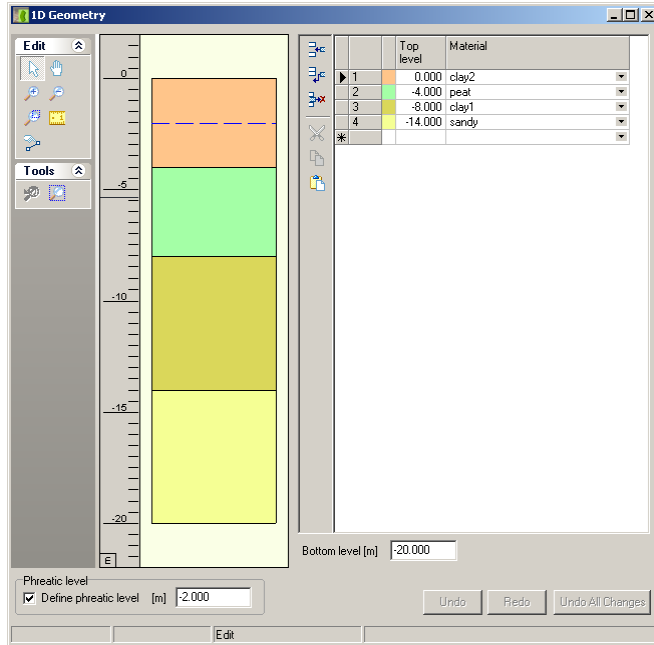 1D Geometry
Edit
Tools
0
-5
-10
-15
-20
E
Top level Material
1 0.000 clay2
2 -4.000 peat
3 -8.000 clay1
4 -14.000 sandy
Bottom level [m] -20.000
Phreatic level
Define phreatic level [m] -2.000
Undo Redo Undo All Changes
Edit